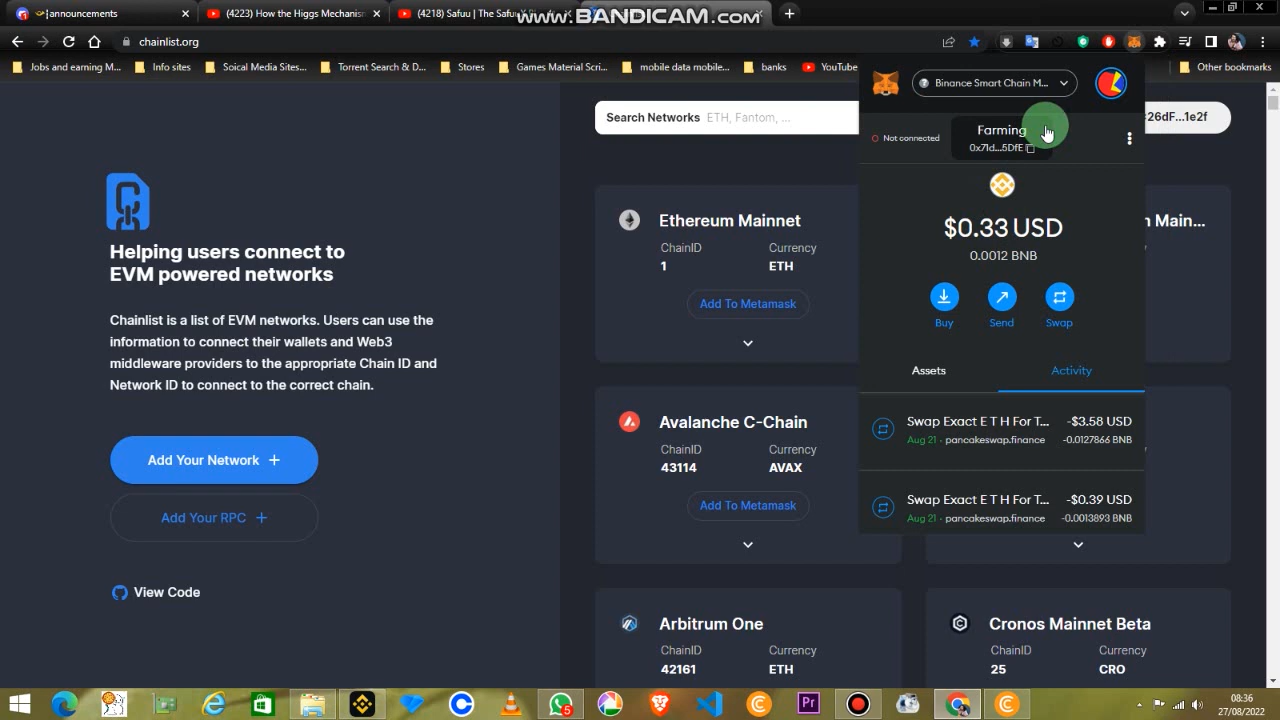 ¦announcements
(4223) How the Higgs Mechanism
(4218) Safuu | The Safuu X Bl
www.BANDICAM.com
chainlist.org
Jobs and earning M...
Info sites
Soical Media Sites...
Torrent Search & D...
Stores
Games Material Scri...
mobile data mobile...
banks
YouTube
Other bookmarks
Binance Smart Chain M...
Not connected
Farming
0x71d...5DfE
$0.33 USD
0.0012 BNB
Buy
Send
Swap
Assets
Activity
Swap Exact E T H For T...
-$3.58 USD
Aug 21 · pancakeswap.finance
-0.0127866 BNB
Swap Exact E T H For T...
-$0.39 USD
Aug 21 · pancakeswap.finance
-0.0013893 BNB
Helping users connect to
EVM powered networks
Chainlist is a list of EVM networks. Users can use the
information to connect their wallets and Web3
middleware providers to the appropriate Chain ID and
Network ID to connect to the correct chain.
Add Your Network +
Add Your RPC +
View Code
Search Networks ETH, Fantom, ...
26dF...1e2f
Ethereum Mainnet
ChainID
Currency
1
ETH
Add To Metamask
Main...
Avalanche C-Chain
ChainID
Currency
43114
AVAX
Add To Metamask
Arbitrum One
ChainID
Currency
42161
ETH
Cronos Mainnet Beta
ChainID
Currency
25
CRO
5
Pr
08:36
27/08/2022